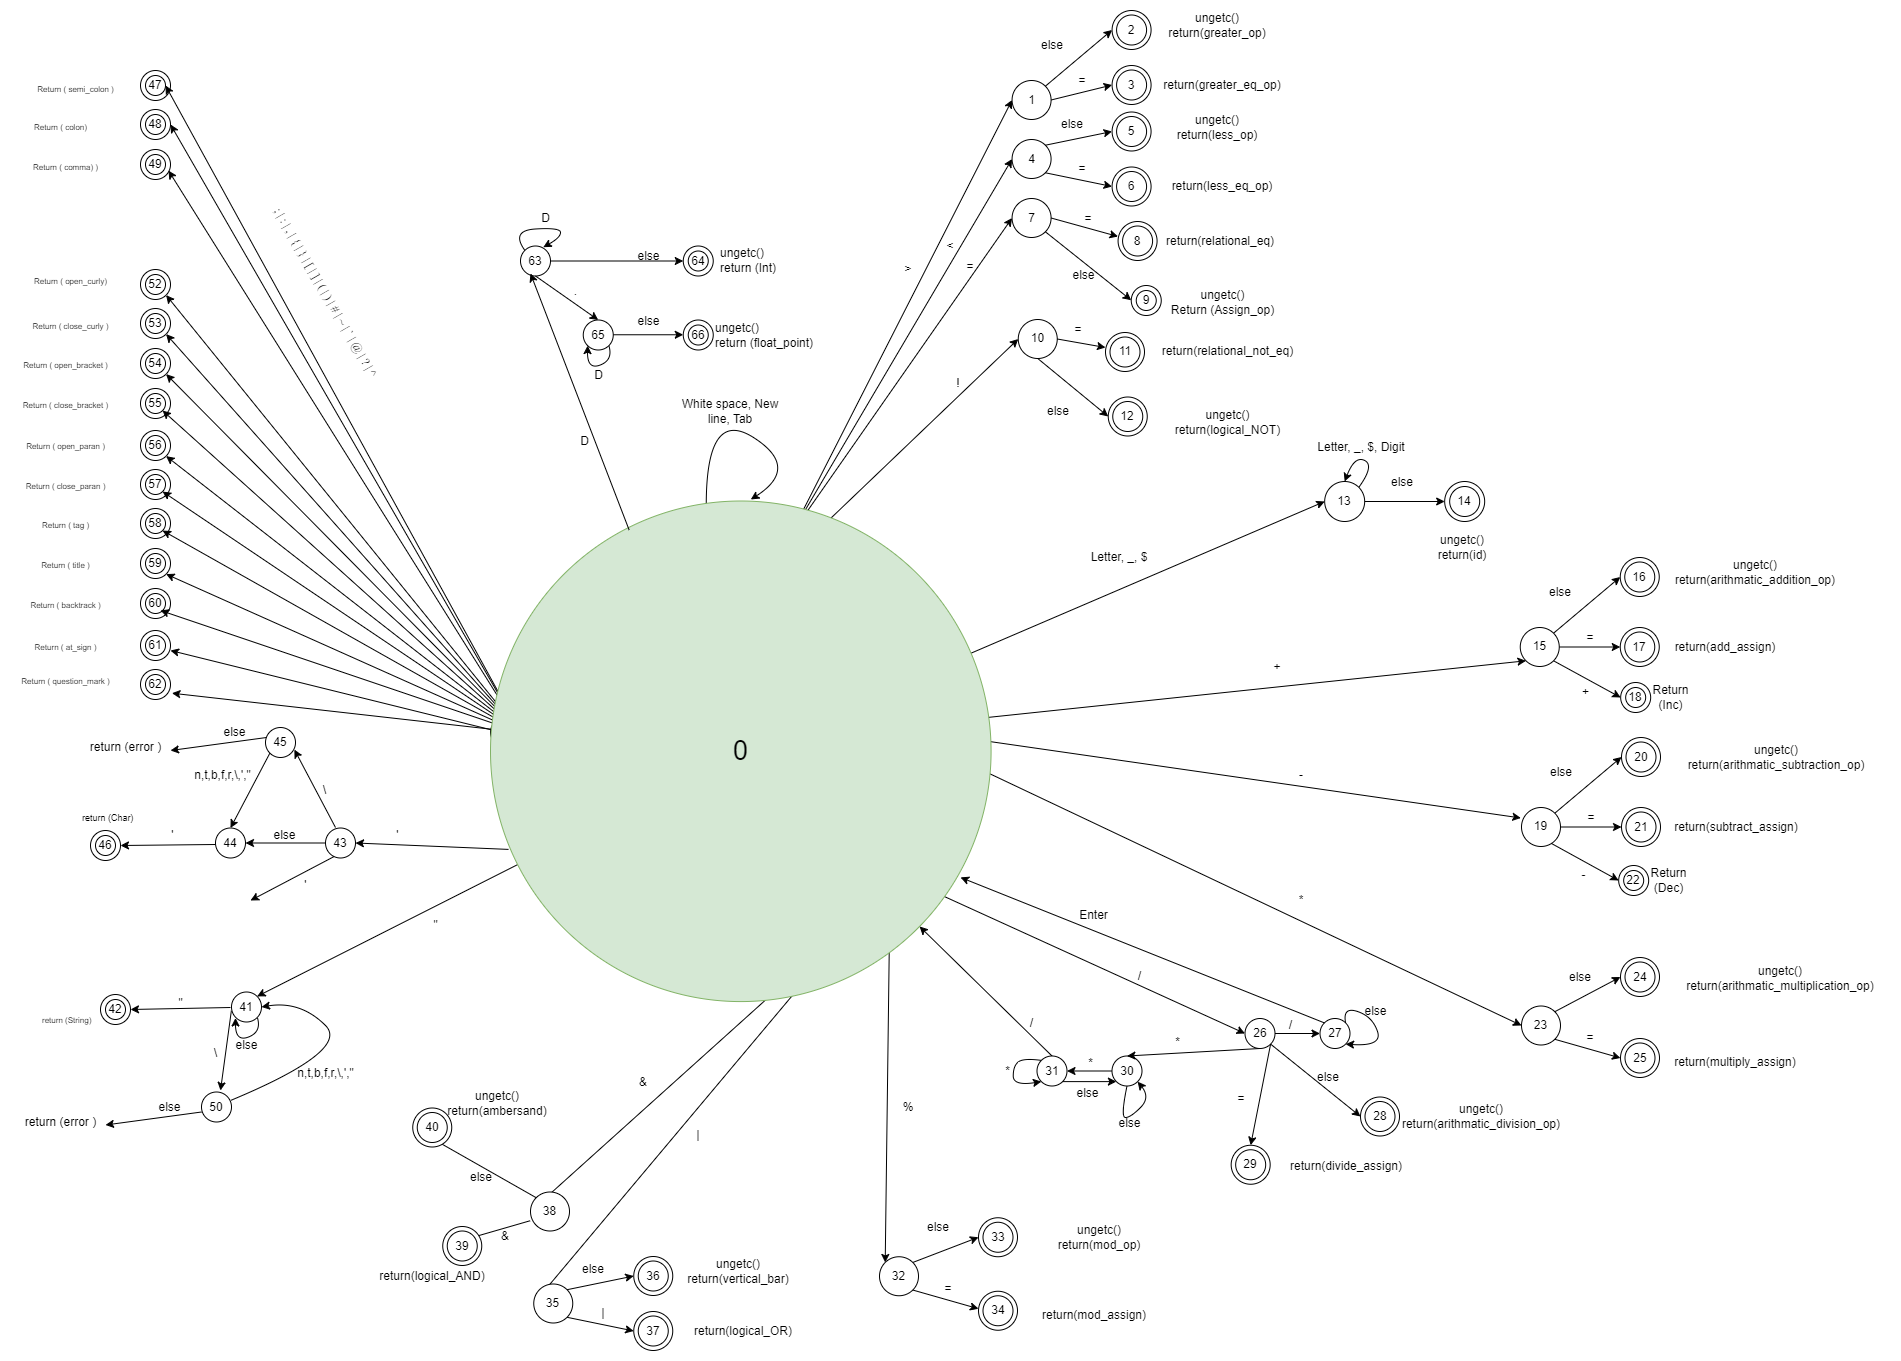 2
ungetc()
return(greater_op)
else
=
3
return(greater_eq_op)
1
ungetc()
return(less_op)
else
5
4
=
6
return(less_eq_op)
7
=
8
return(relational_eq)
else
9
ungetc()
Return (Assign_op)
>
<
=
10
=
11
return(relational_not_eq)
!
else
12
ungetc()
return(logical_NOT)
Return ( semi_colon )
47
Return ( colon)
48
Return ( comma) )
49
Return ( open_curly)
52
Return ( close_curly )
53
Return ( open_bracket )
54
Return ( close_bracket )
55
Return ( open_paran )
56
Return ( close_paran )
57
Return ( tag )
58
Return ( title )
59
Return ( backtrack )
60
Return ( at_sign )
61
Return ( question_mark )
62
D
63
else
64
ungetc()
return (Int)
.
65
else
66
ungetc()
return (float_point)
D
D
White space, New
line, Tab
0
Letter, _, $, Digit
13
else
14
ungetc()
return(id)
Letter, _, $
+
15
else
16
ungetc()
return(arithmatic_addition_op)
=
17
return(add_assign)
+
18
Return
(Inc)
-
19
else
20
ungetc()
return(arithmatic_subtraction_op)
=
21
return(subtract_assign)
-
22
Return
(Dec)
*
23
else
24
ungetc()
return(arithmatic_multiplication_op)
=
25
return(multiply_assign)
return (error )
else
45
n,t,b,f,r,\,',"
\
return (Char)
46
'
44
else
43
'
'
"
return (String)
42
"
41
else
\
n,t,b,f,r,\,',"
50
else
return (error )
Enter
/
26
/
27
else
*
/
*
31
*
else
30
else
=
else
28
ungetc()
return(arithmatic_division_op)
29
return(divide_assign)
%
32
else
33
ungetc()
return(mod_op)
=
34
return(mod_assign)
&
ungetc()
return(ambersand)
40
else
38
&
39
return(logical_AND)
|
35
else
36
ungetc()
return(vertical_bar)
|
37
return(logical_OR)